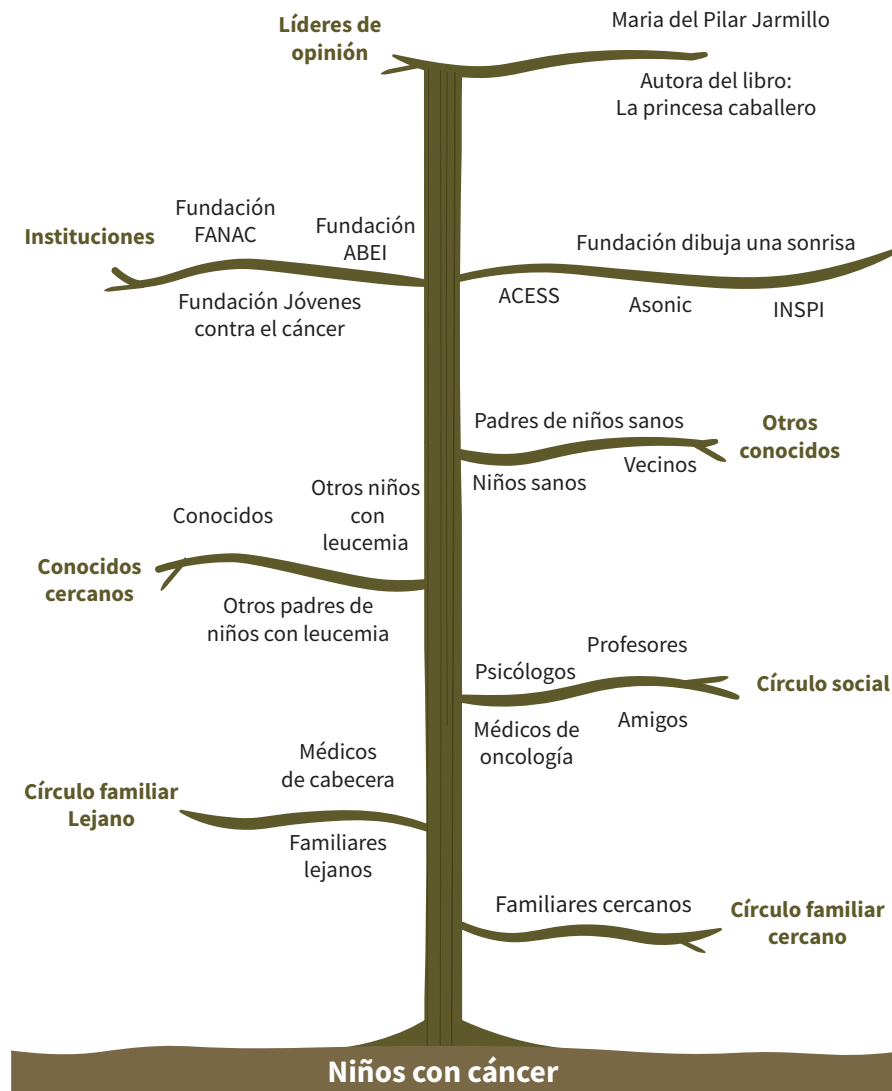 Líderes de
opinión
Maria del Pilar Jarmillo
Autora del libro:
La princesa caballero
Instituciones
Fundación
FANAC
Fundación
ABEI
Fundación Jóvenes
contra el cáncer
Fundación dibuja una sonrisa
ACESS
Asonic
INSPI
Padres de niños sanos
Niños sanos
Vecinos
Otros
conocidos
Conocidos
cercanos
Conocidos
Otros niños
con
leucemia
Otros padres de
niños con leucemia
Psicólogos
Profesores
Médicos de
oncología
Amigos
Círculo social
Círculo familiar
Lejano
Médicos
de cabecera
Familiares
lejanos
Familiares cercanos
Círculo familiar
cercano
Niños con cáncer